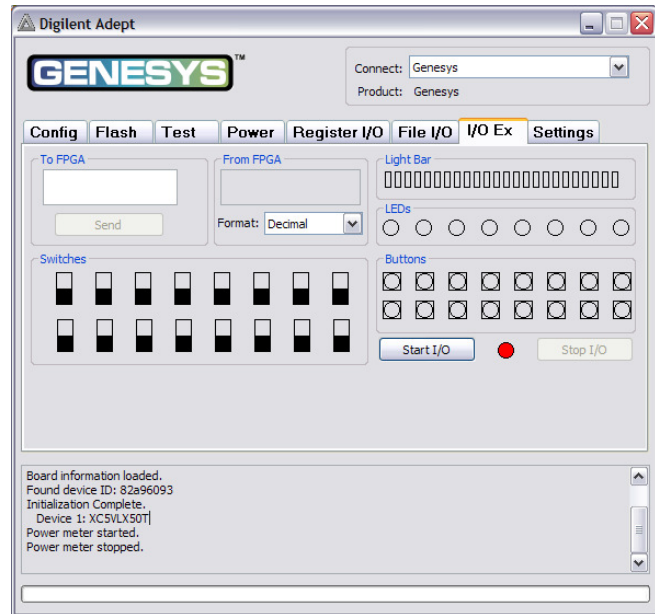 Digilent Adept
GENESYS™
Connect: Genesys
Product: Genesys
Config Flash Test Power Register I/O File I/O I/O Ex Settings
To FPGA
Send
From FPGA
Format: Decimal
Light Bar
LEDs
Switches
Buttons
Start I/O
Stop I/O
Board information loaded.
Found device ID: 82a96093
Initialization Complete.
Device 1: XC5VLX50T
Power meter started.
Power meter stopped.